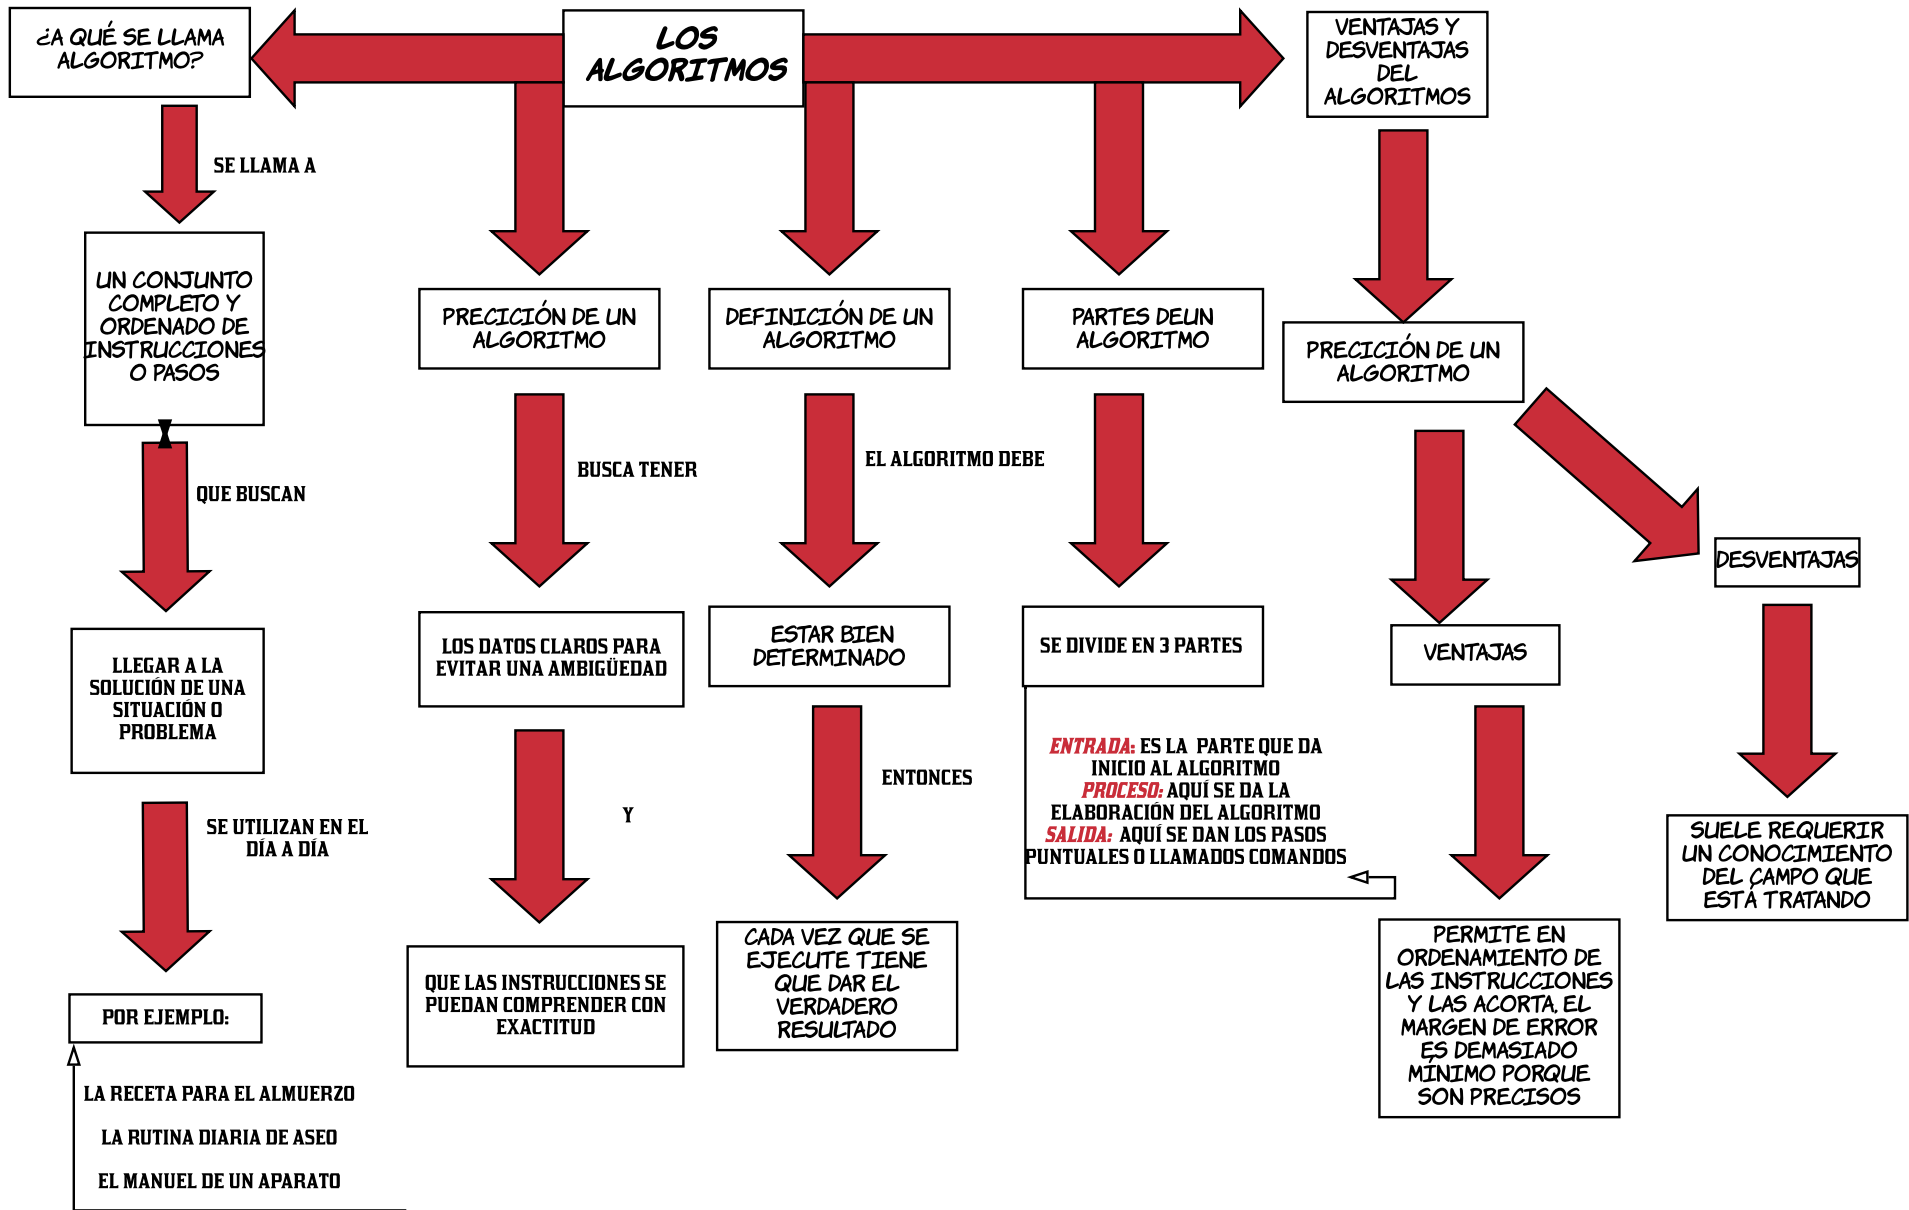 ¿A QUÉ SE LLAMA
ALGORITMO?
LOS
ALGORITMOS
VENTAJAS Y
DESVENTAJAS
DEL
ALGORITMOS
SE LLAMA A
UN CONJUNTO
COMPLETO Y
ORDENADO DE
INSTRUCCIONES
O PASOS
QUE BUSCAN
LLEGAR A LA
SOLUCIÓN DE UNA
SITUACIÓN O
PROBLEMA
SE UTILIZAN EN EL
DÍA A DÍA
POR EJEMPLO:
LA RECETA PARA EL ALMUERZO
LA RUTINA DIARIA DE ASEO
EL MANUEL DE UN APARATO
PRECICIÓN DE UN
ALGORITMO
BUSCA TENER
LOS DATOS CLAROS PARA
EVITAR UNA AMBIGÜEDAD
Y
QUE LAS INSTRUCCIONES SE
PUEDAN COMPRENDER CON
EXACTITUD
DEFINICIÓN DE UN
ALGORITMO
EL ALGORITMO DEBE
ESTAR BIEN
DETERMINADO
ENTONCES
CADA VEZ QUE SE
EJECUTE TIENE
QUE DAR EL
VERDADERO
RESULTADO
PARTES DEUN
ALGORITMO
SE DIVIDE EN 3 PARTES
ENTRADA: ES LA PARTE QUE DA
INICIO AL ALGORITMO
PROCESO: AQUÍ SE DA LA
ELABORACIÓN DEL ALGORITMO
SALIDA: AQUÍ SE DAN LOS PASOS
PUNTUALES O LLAMADOS COMANDOS
PRECICIÓN DE UN
ALGORITMO
VENTAJAS
PERMITE EN
ORDENAMIENTO DE
LAS INSTRUCCIONES
Y LAS ACORTA, EL
MARGEN DE ERROR
ES DEMASIADO
MÍNIMO PORQUE
SON PRECISOS
DESVENTAJAS
SUELE REQUERIR
UN CONOCIMIENTO
DEL CAMPO QUE
ESTÁ TRATANDO